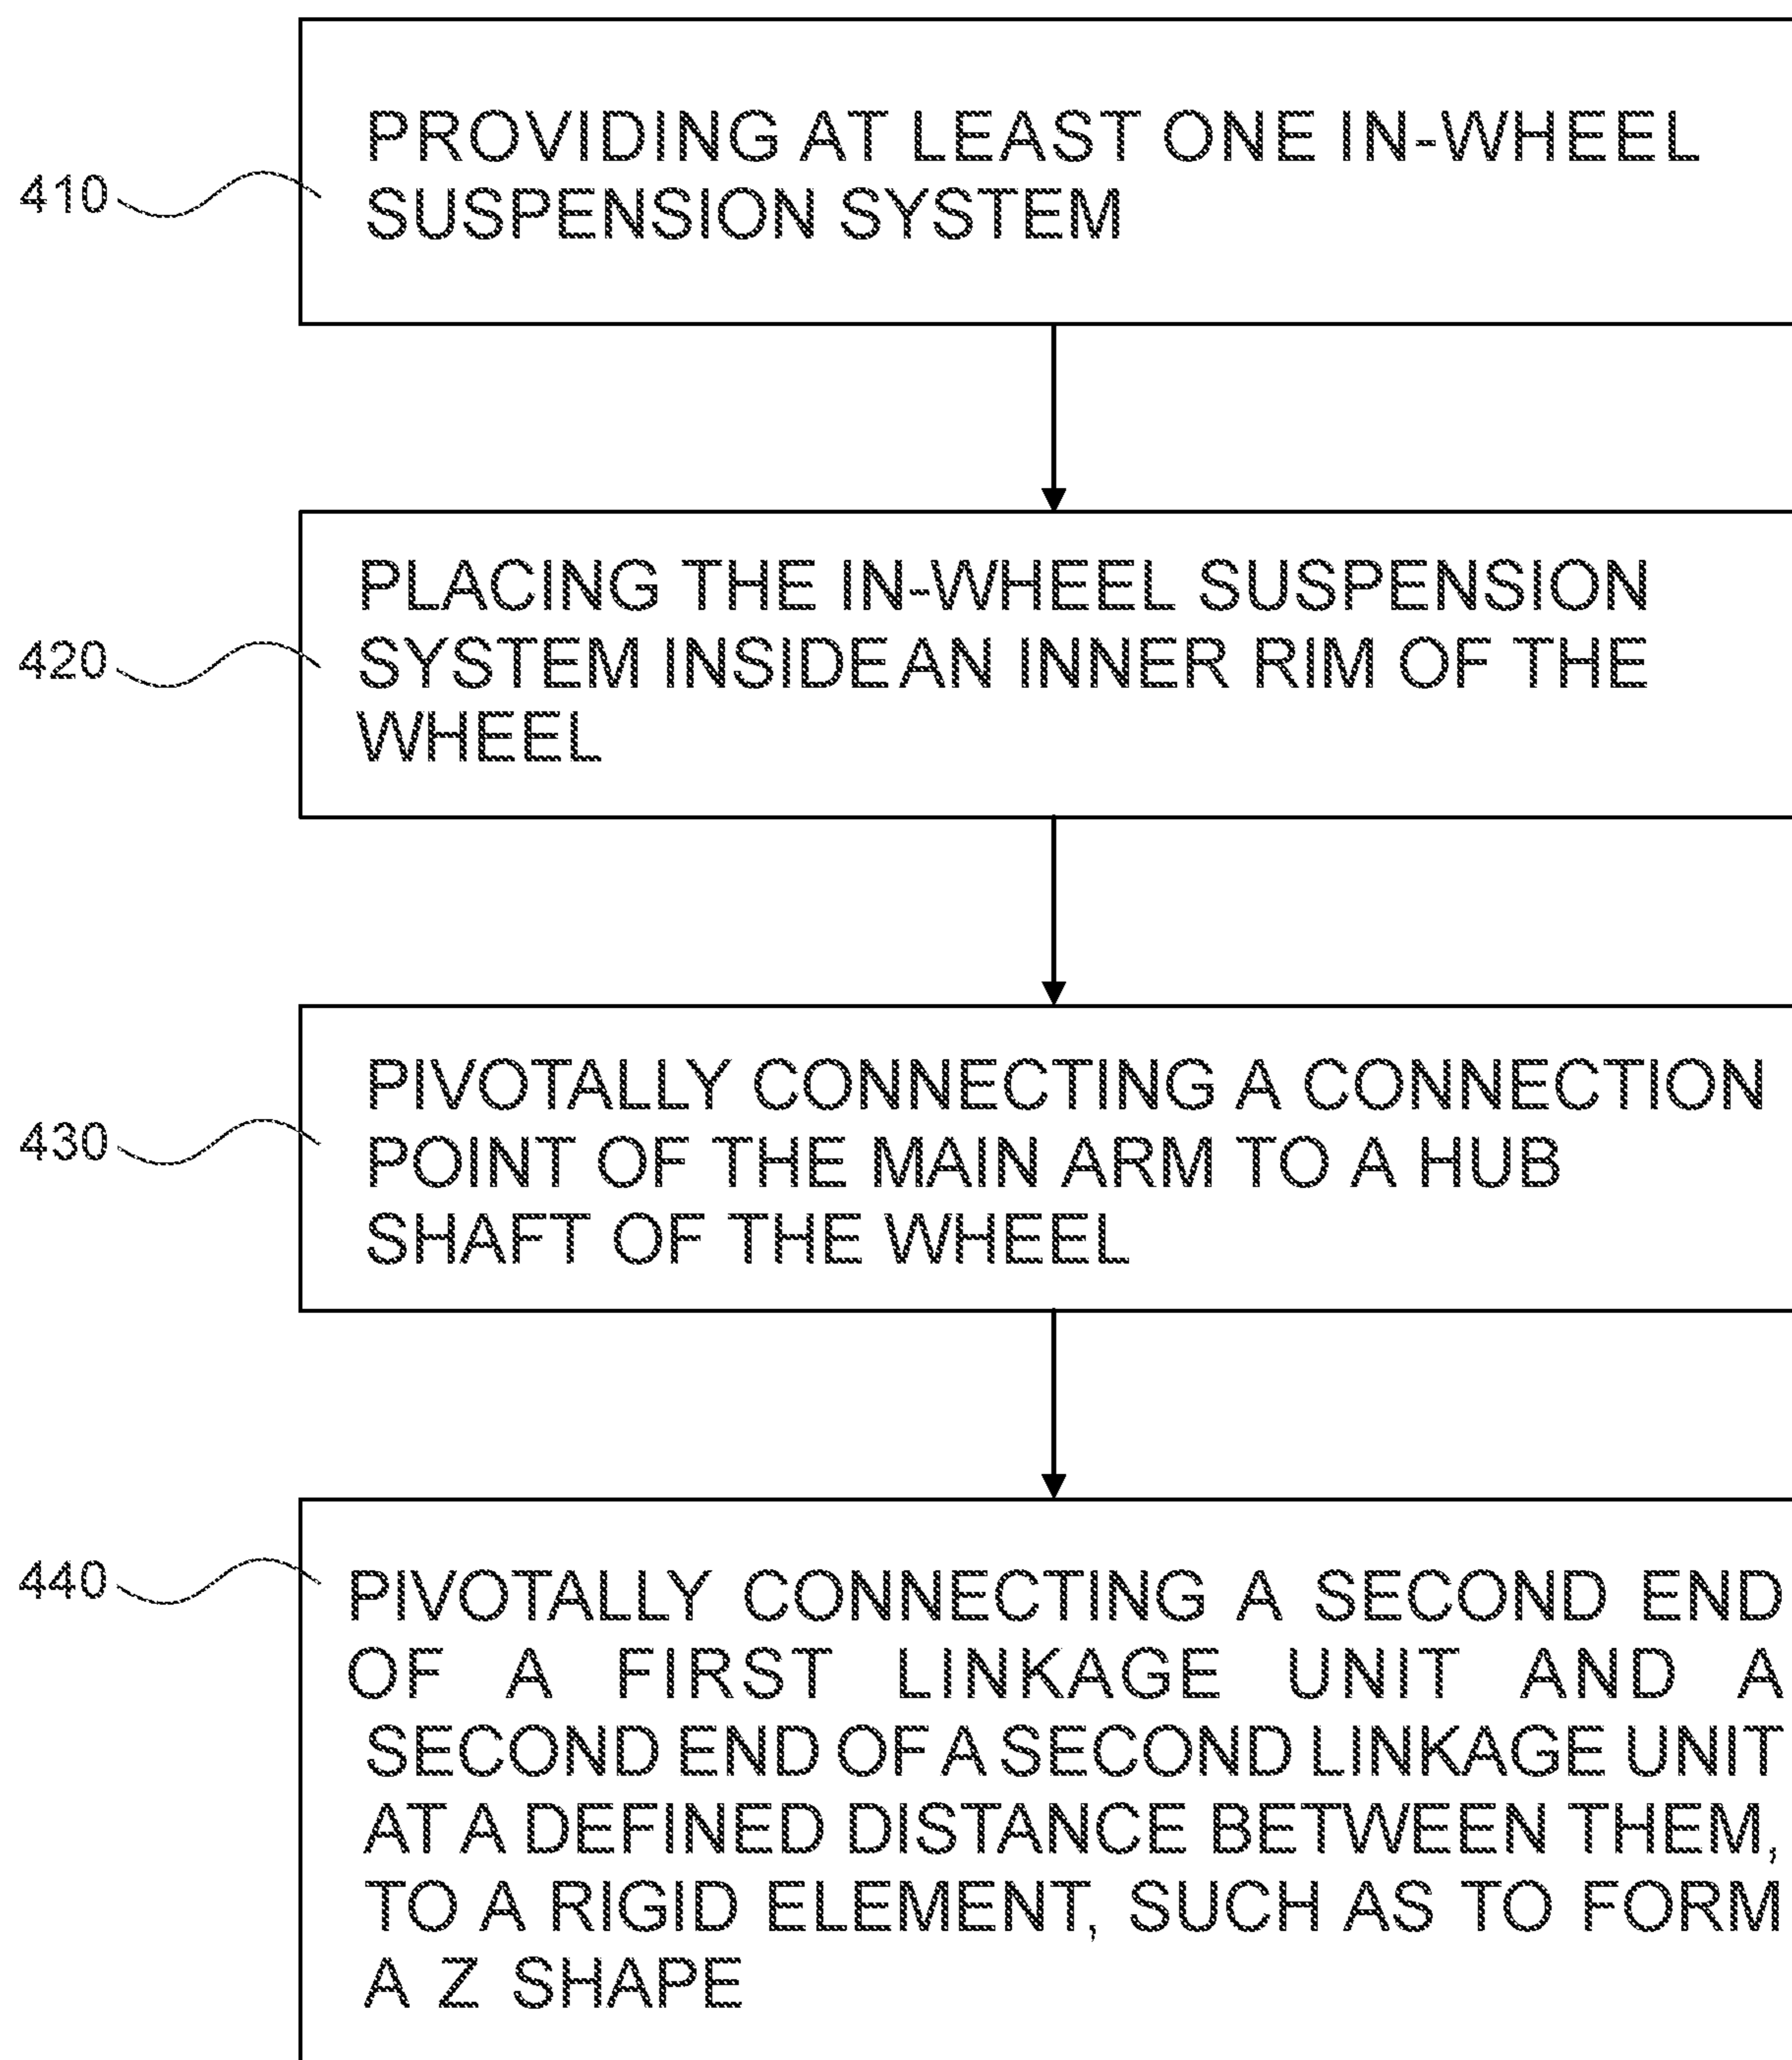 410
PROVIDING AT LEAST ONE IN-WHEEL
SUSPENSION SYSTEM
420
PLACING THE IN-WHEEL SUSPENSION
SYSTEM INSIDE AN INNER RIM OF THE
WHEEL
430
PIVOTALLY CONNECTING A CONNECTION
POINT OF THE MAIN ARM TO A HUB
SHAFT OF THE WHEEL
440
PIVOTALLY CONNECTING A SECOND END
OF A FIRST LINKAGE UNIT AND A
SECOND END OF A SECOND LINKAGE UNIT
AT A DEFINED DISTANCE BETWEEN THEM,
TO A RIGID ELEMENT, SUCH AS TO FORM
A Z SHAPE